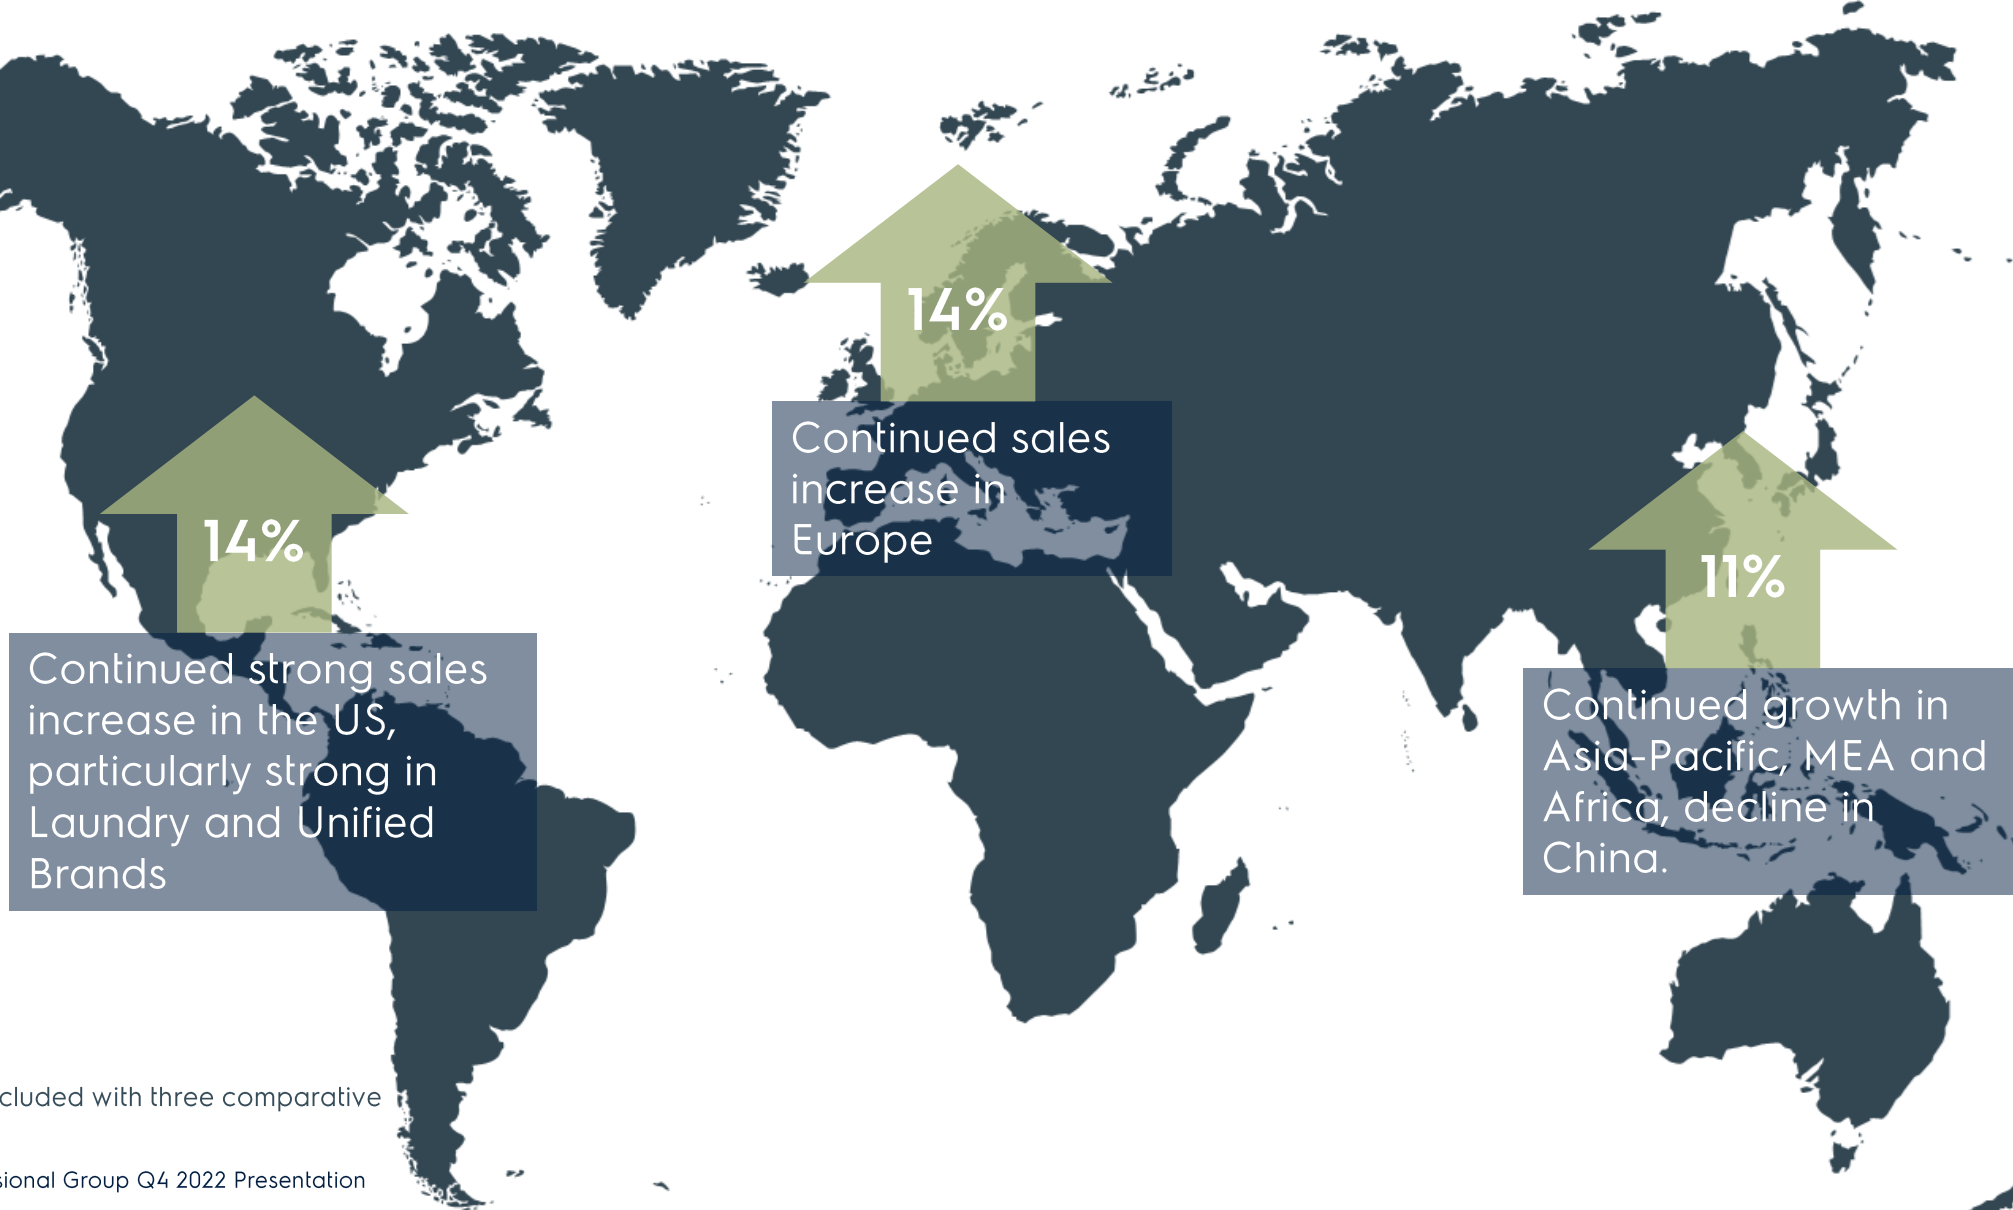 14%
Continued sales
increase in
Europe
14%
Continued strong sales
increase in the US,
particularly strong in
Laundry and Unified
Brands
11%
Continued growth in
Asia-Pacific, MEA and
Africa, decline in
China.
with three comparative
Group Q4 2022 Presentation